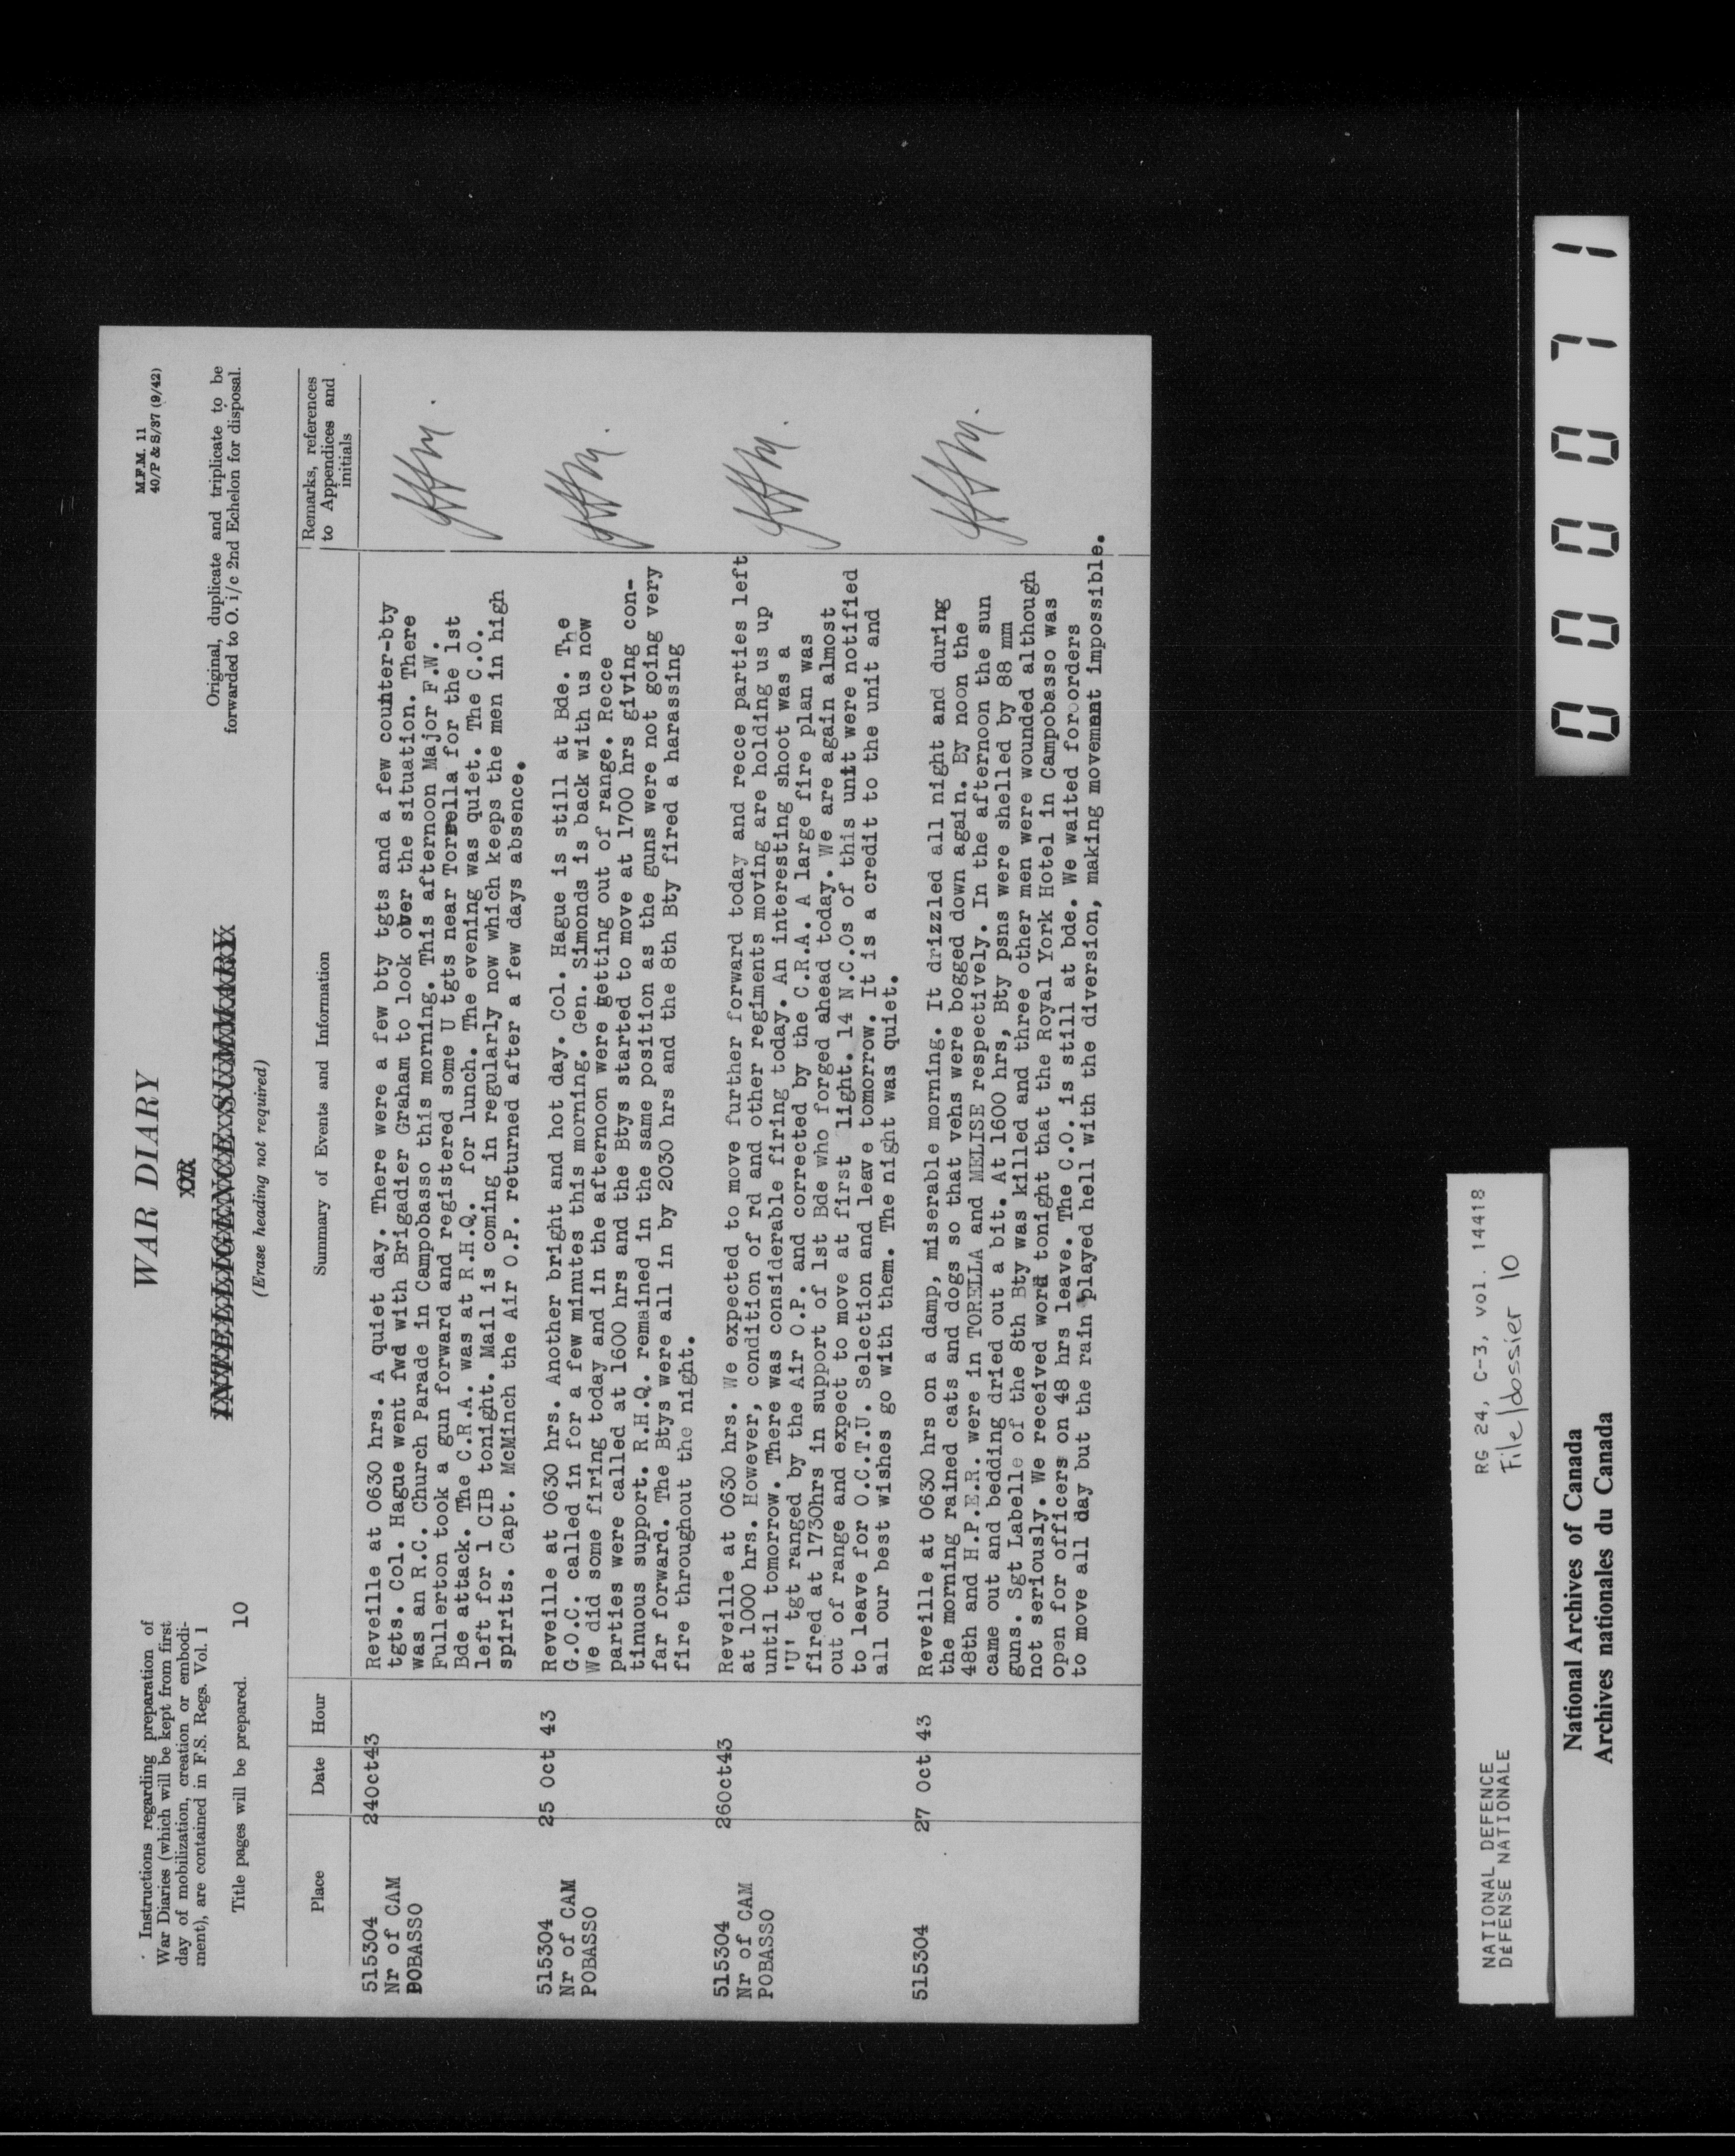 Instructions regarding preparation of
War Diaries (which will be kept from first
day of mobilization, creation or embodi-
ment), are contained in F.S. Regs. Vol. 1
Title pages will be prepared. 10
WAR DIARY
OR
INTELLIGENCE SUMMARY
(Erase heading not required)
M.F.M. 11
40/P & S/37 (9/42)
Original, duplicate and triplicate to be
forwarded to O. i/c 2nd Echelon for disposal.
Place Date Hour Summary of Events and Information Remarks, references
to Appendices and
initials
515304 24Oct43 Reveille at 0630 hrs. A quiet day. There were a few bty tgts and a few counter-bty
Nr of CAM tgts. Col. Hague went fwd with Brigadier Graham to look over the situation. There
POBASSO was an R.C. Church Parade in Campobasso this morning. This afternoon Major F.W.
Fullerton took a gun forward and registered some U tgts near Torrella for the 1st
Bde attack. The C.R.A. was at R.H.Q. for lunch. The evening was quiet. The C.O.
left for 1 CIB tonight. Mail is coming in regularly now which keeps the men in high
spirits. Capt. McMinch the Air O.P. returned after a few days absence.
515304 25 Oct 43 Reveille at 0630 hrs. Another bright and hot day. Col. Hague is still at Bde. The
Nr of CAM G.O.C. called in for a few minutes this morning. Gen. Simonds is back with us now
POBASSO We did some firing today and in the afternoon were getting out of range. Recce
parties were called at 1600 hrs and the Btys started to move at 1700 hrs giving con-
tinuous support. R.H.Q. remained in the same position as the guns were not going very
far forward. The Btys were all in by 2030 hrs and the 8th Bty fired a harassing
fire throughout the night.
515304 26Oct43 Reveille at 0630 hrs. We expected to move further forward today and recce parties left
Nr of CAM at 1000 hrs. However, condition of rd and other regiments moving are holding us up
POBASSO until tomorrow. There was considerable firing today. An interesting shoot was a
'U' tgt ranged by the Air O.P. and corrected by the C.R.A. A large fire plan was
fired at 1730hrs in support of 1st Bde who forged ahead today. We are again almost
out of range and expect to move at first light. 14 N.C.Os of this unit were notified
to leave for O.C.T.U. Selection and leave tomorrow. It is a credit to the unit and
all our best wishes go with them. The night was quiet.
515304 27 Oct 43 Reveille at 0630 hrs on a damp, miserable morning. It drizzled all night and during
the morning rained cats and dogs so that vehs were bogged down again. By noon the
48th and H.P.E.R. were in TORELLA and MELISE respectively. In the afternoon the sun
came out and bedding dried out a bit. At 1600 hrs, Bty psns were shelled by 88 mm
guns. Sgt Labelle of the 8th Bty was killed and three other men were wounded although
not seriously. We received word tonight that the Royal York Hotel in Campobasso was
open for officers on 48 hrs leave. The C.O. is still at bde. We waited foroorders
to move all day but the rain played hell with the diversion, making movement impossible.
NATIONAL DEFENCE RG 24, C-3, vol. 14418
DÉFENSE NATIONALE File/dossier 10
National Archives of Canada
Archives nationales du Canada
000071